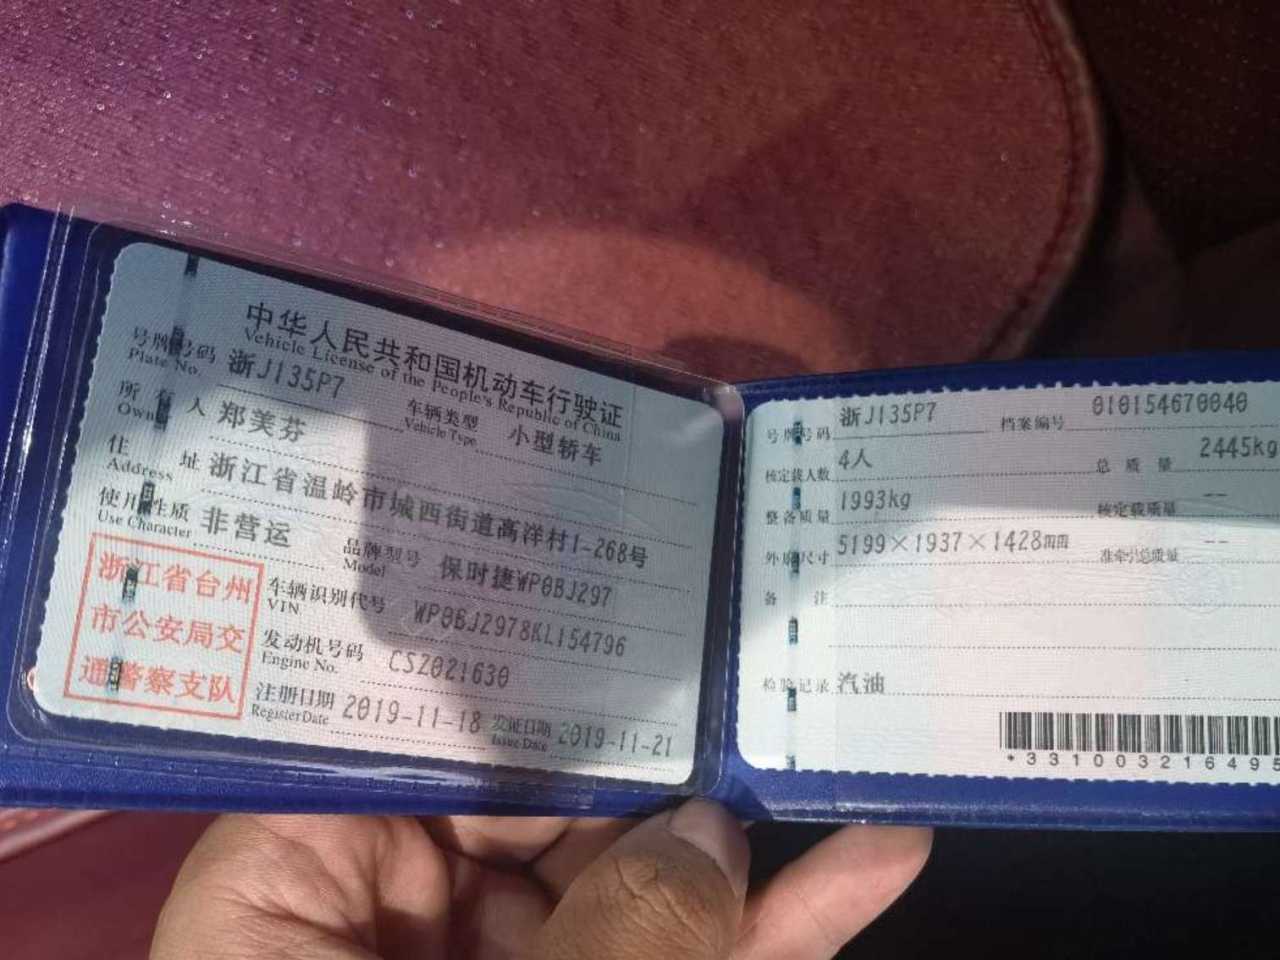 中华人民共和国机动车行驶证
Vehicle License of the People's Republic of China
号牌号码 浙J135P7 车辆类型 小型轿车
Plate No. Vehicle Type
所有人 郑美芬
Owner
住址 浙江省温岭市城西街道高洋村1-268号
Address
使用性质 非营运 品牌型号 保时捷WP0BJ297
Use Character Model
浙江省台州
市公安局交
通警察支队
车辆识别代号 WP0BJ2978KL154796
VIN
发动机号码 CSZ021630
Engine No.
注册日期 2019-11-18 发证日期 2019-11-21
Register Date Issue Date
号牌号码 浙J135P7 档案编号 010154670040
核定载人数 4人 总质量 2445kg
整备质量 1993kg 核定载质量 --
外廓尺寸 5199×1937×1428mm 准牵引总质量 --
备注
检验记录 汽油
*331003216495